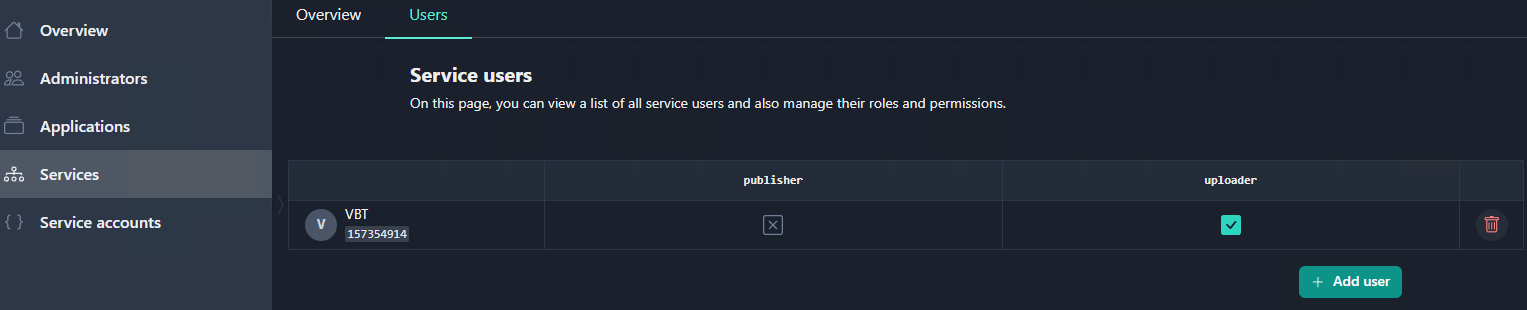 Overview
Administrators
Applications
Services
Service accounts
Overview Users
Service users
On this page, you can view a list of all service users and also manage their roles and permissions.
publisher uploader
V VBT
157354914
+ Add user